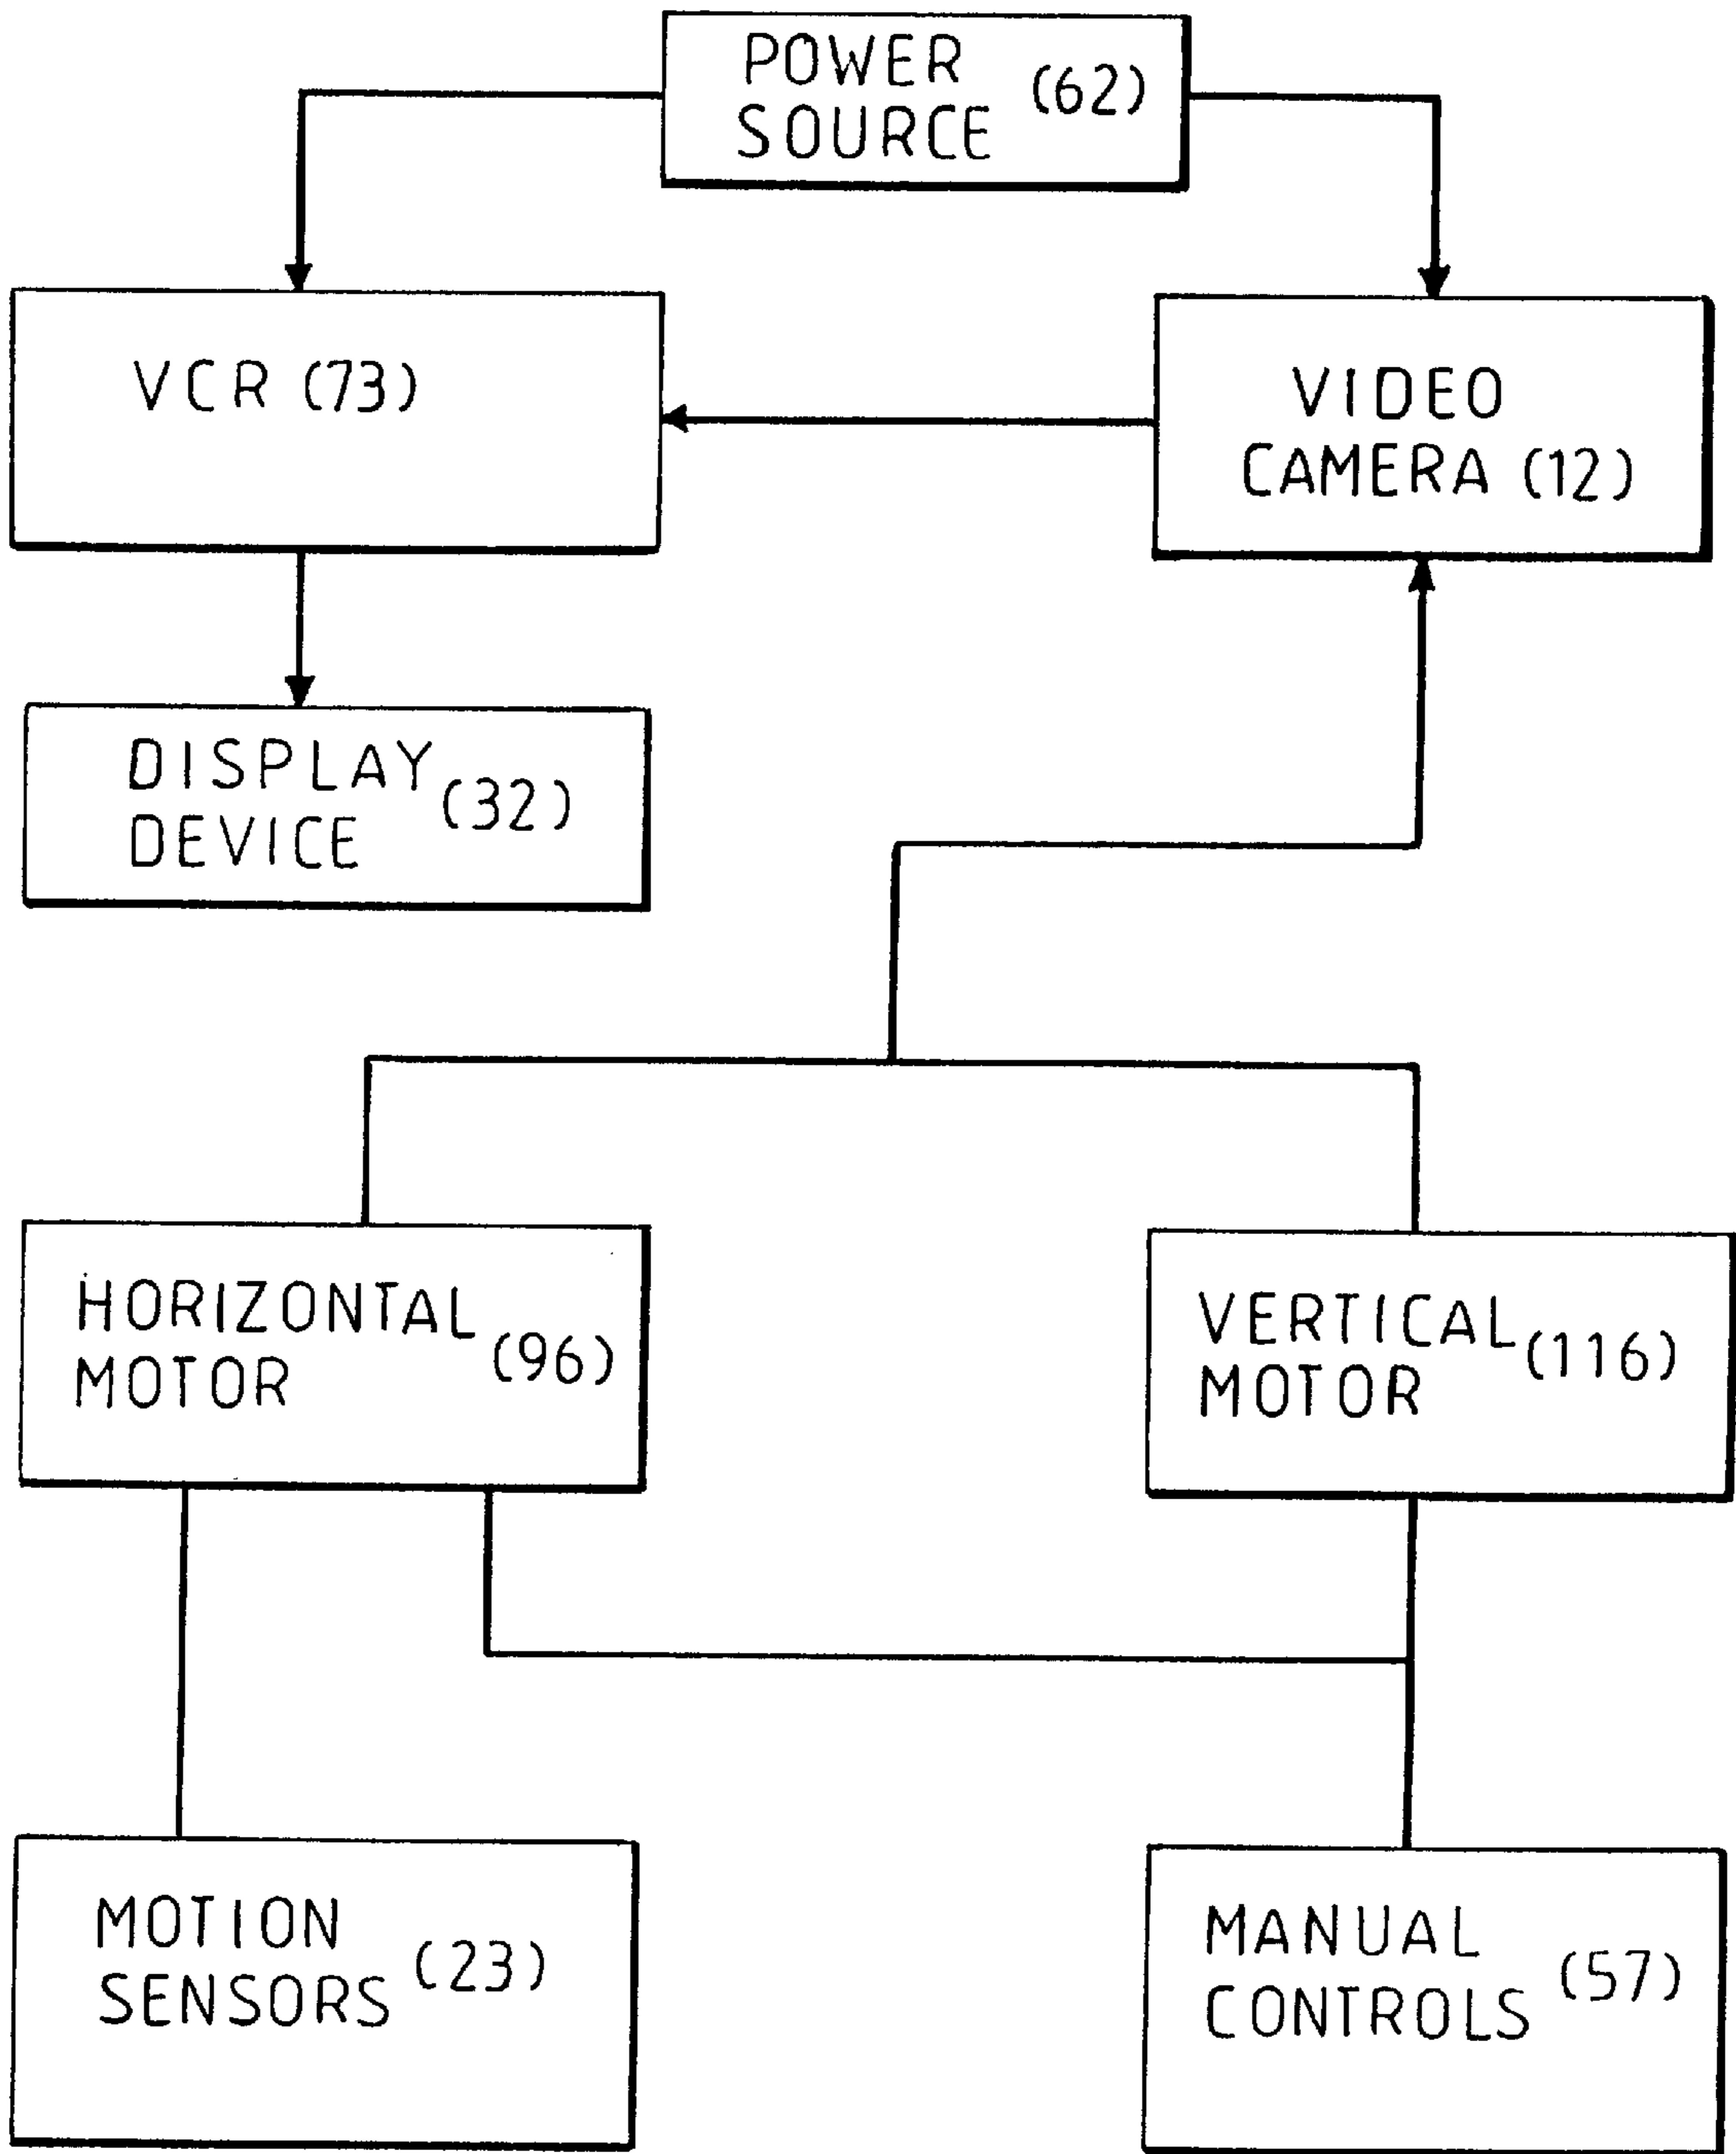 POWER
SOURCE (62)
VCR (73)
VIDEO
CAMERA (12)
DISPLAY
DEVICE (32)
HORIZONTAL
MOTOR (96)
VERTICAL
MOTOR (116)
MOTION
SENSORS (23)
MANUAL
CONTROLS (57)